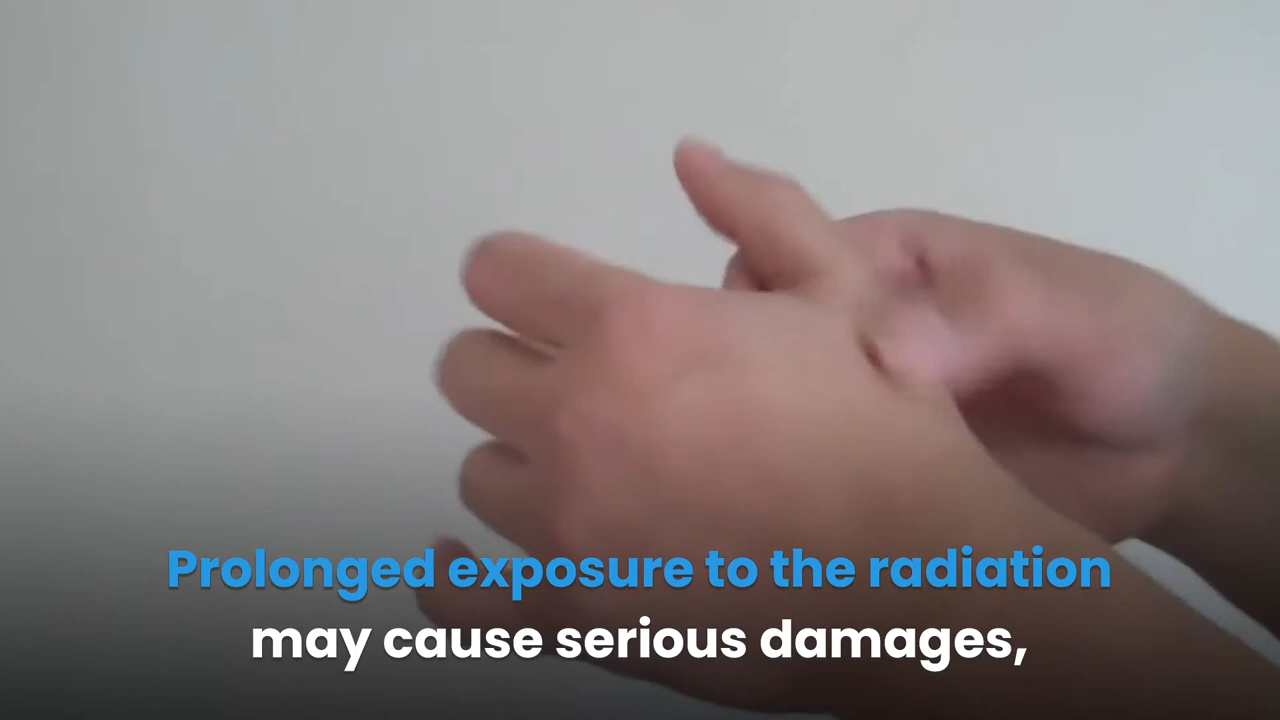 Prolonged exposure to the radiation
may cause serious damages,